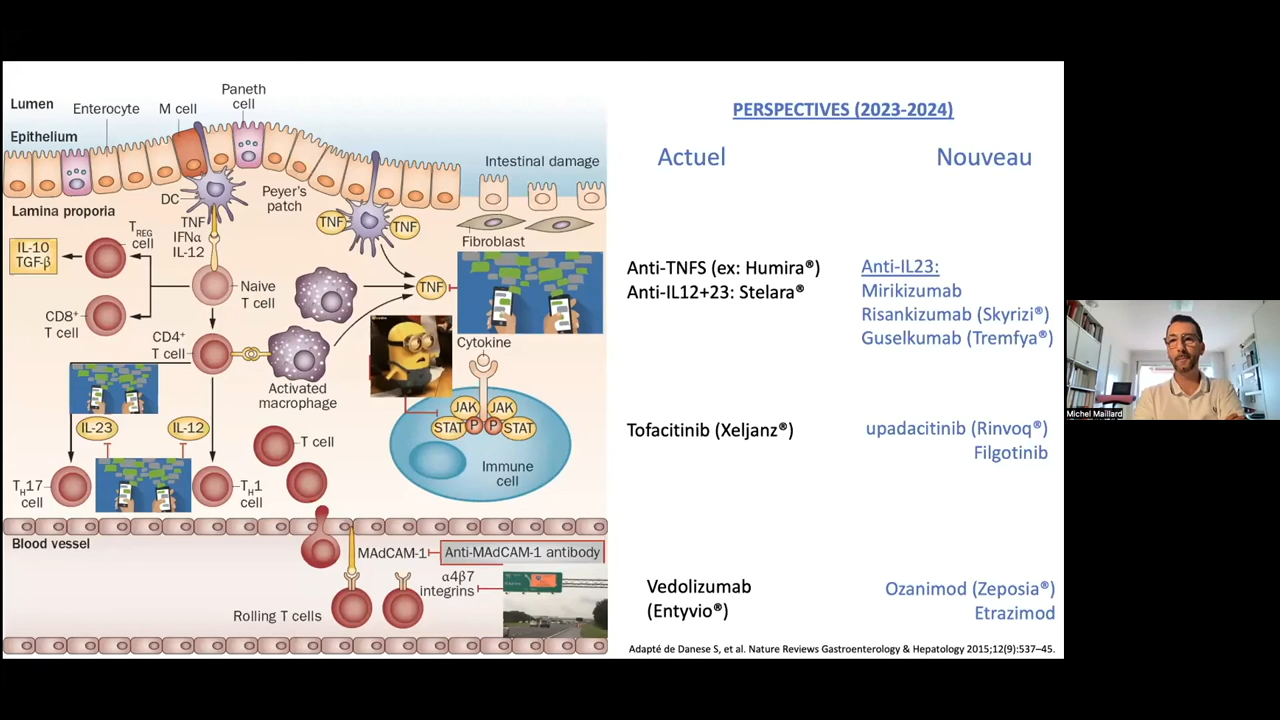 Lumen
Enterocyte
M cell
Paneth
cell
Epithelium
DC
Peyer's
patch
Intestinal damage
Lamina proporia
TNF
IFNα
IL-12
TNF
TNF
Fibroblast
IL-10
TGF-β
TREG
cell
Naive
T cell
TNF
CD8+
T cell
CD4+
T cell
Activated
macrophage
Cytokine
JAK
JAK
STAT
P
P
STAT
IL-23
IL-12
T cell
Immune
cell
TH17
cell
TH1
cell
Blood vessel
MAdCAM-1
Anti-MAdCAM-1 antibody
α4β7
integrins
Rolling T cells
PERSPECTIVES (2023-2024)
Actuel
Nouveau
Anti-TNFS (ex: Humira®)
Anti-IL12+23: Stelara®
Anti-IL23:
Mirikizumab
Risankizumab (Skyrizi®)
Guselkumab (Tremfya®)
Tofacitinib (Xeljanz®)
upadacitinib (Rinvoq®)
Filgotinib
Vedolizumab
(Entyvio®)
Ozanimod (Zeposia®)
Etrazimod
Adapté de Danese S, et al. Nature Reviews Gastroenterology & Hepatology 2015;12(9):537–45.
Michel Maillard